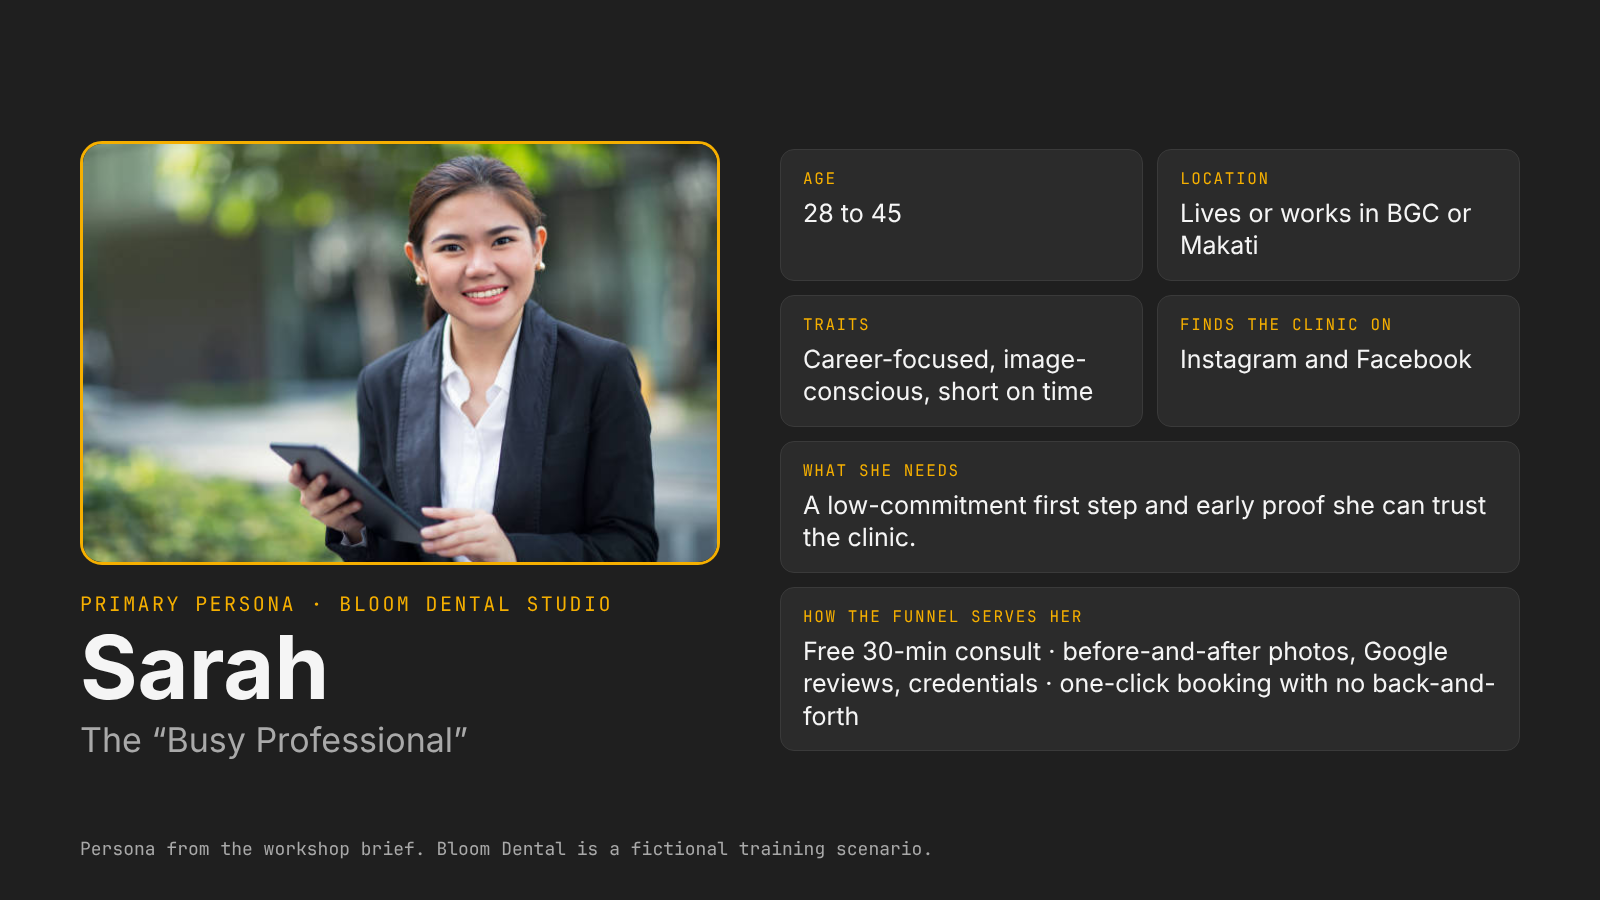 PRIMARY PERSONA · BLOOM DENTAL STUDIO
Sarah
The “Busy Professional”
AGE
28 to 45
LOCATION
Lives or works in BGC or
Makati
TRAITS
Career-focused, image-
conscious, short on time
FINDS THE CLINIC ON
Instagram and Facebook
WHAT SHE NEEDS
A low-commitment first step and early proof she can trust
the clinic.
HOW THE FUNNEL SERVES HER
Free 30-min consult · before-and-after photos, Google
reviews, credentials · one-click booking with no back-and-
forth
Persona from the workshop brief. Bloom Dental is a fictional training scenario.